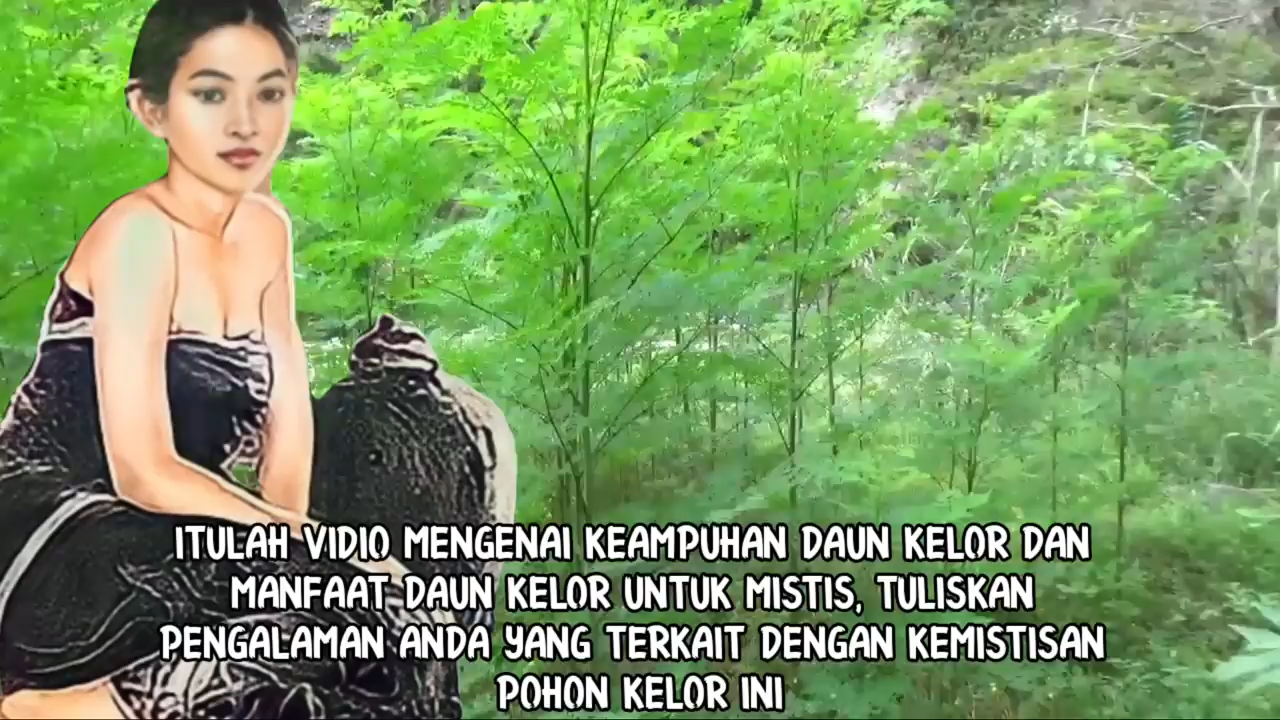 ITULAH VIDIO MENGENAI KEAMPUHAN DAUN KELOR DAN
MANFAAT DAUN KELOR UNTUK MISTIS, TULISKAN
PENGALAMAN ANDA YANG TERKAIT DENGAN KEMISTISAN
POHON KELOR INI